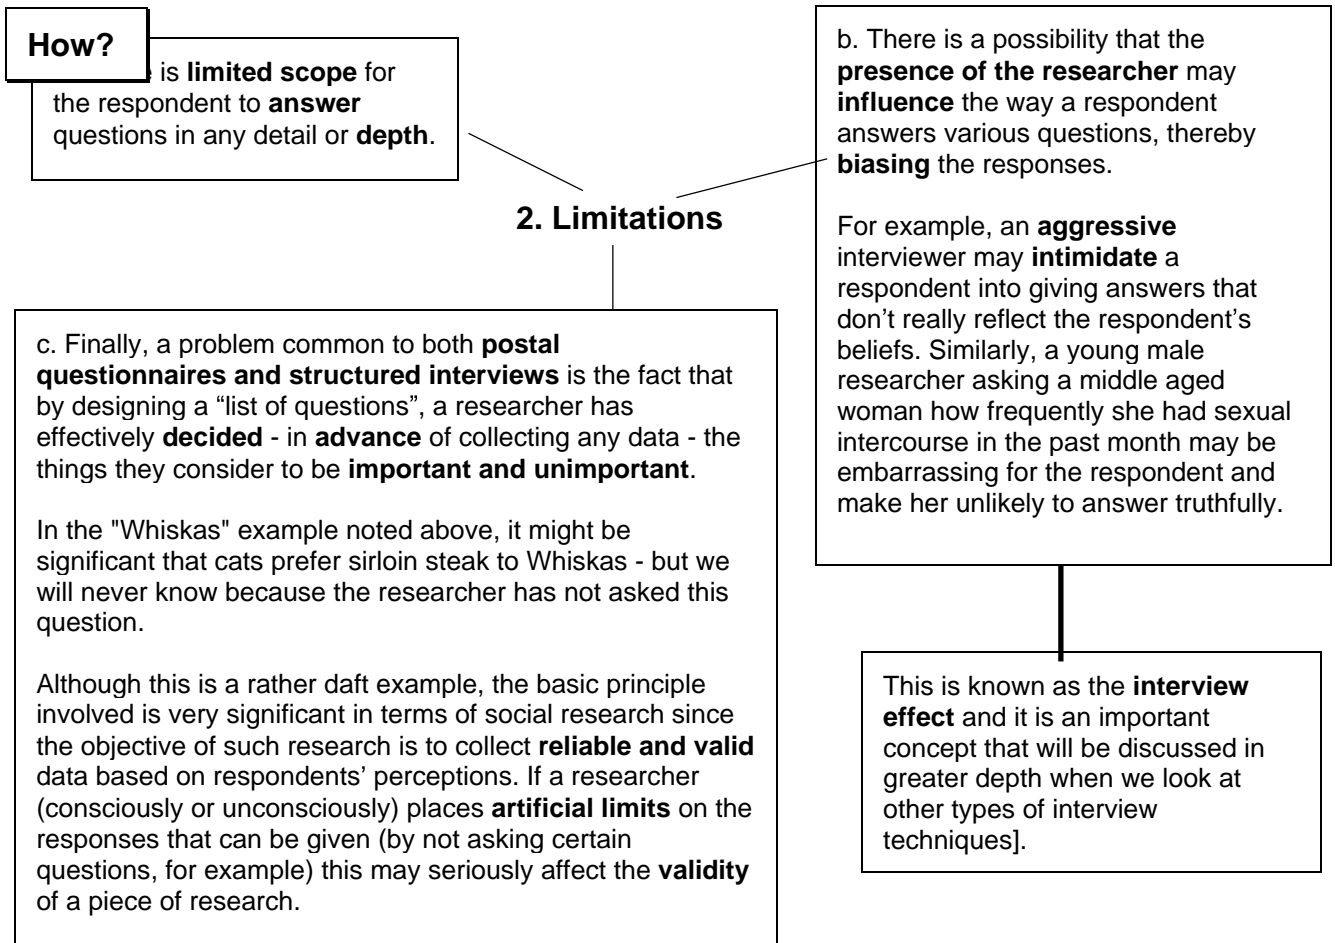 How?
is limited scope for
the respondent to answer
questions in any detail or depth.
2. Limitations
b. There is a possibility that the
presence of the researcher may
influence the way a respondent
answers various questions, thereby
biasing the responses.
For example, an aggressive
interviewer may intimidate a
respondent into giving answers that
don’t really reflect the respondent’s
beliefs. Similarly, a young male
researcher asking a middle aged
woman how frequently she had sexual
intercourse in the past month may be
embarrassing for the respondent and
make her unlikely to answer truthfully.
c. Finally, a problem common to both postal
questionnaires and structured interviews is the fact that
by designing a “list of questions”, a researcher has
effectively decided - in advance of collecting any data - the
things they consider to be important and unimportant.
In the "Whiskas" example noted above, it might be
significant that cats prefer sirloin steak to Whiskas - but we
will never know because the researcher has not asked this
question.
Although this is a rather daft example, the basic principle
involved is very significant in terms of social research since
the objective of such research is to collect reliable and valid
data based on respondents’ perceptions. If a researcher
(consciously or unconsciously) places artificial limits on the
responses that can be given (by not asking certain
questions, for example) this may seriously affect the validity
of a piece of research.
This is known as the interview
effect and it is an important
concept that will be discussed in
greater depth when we look at
other types of interview
techniques].